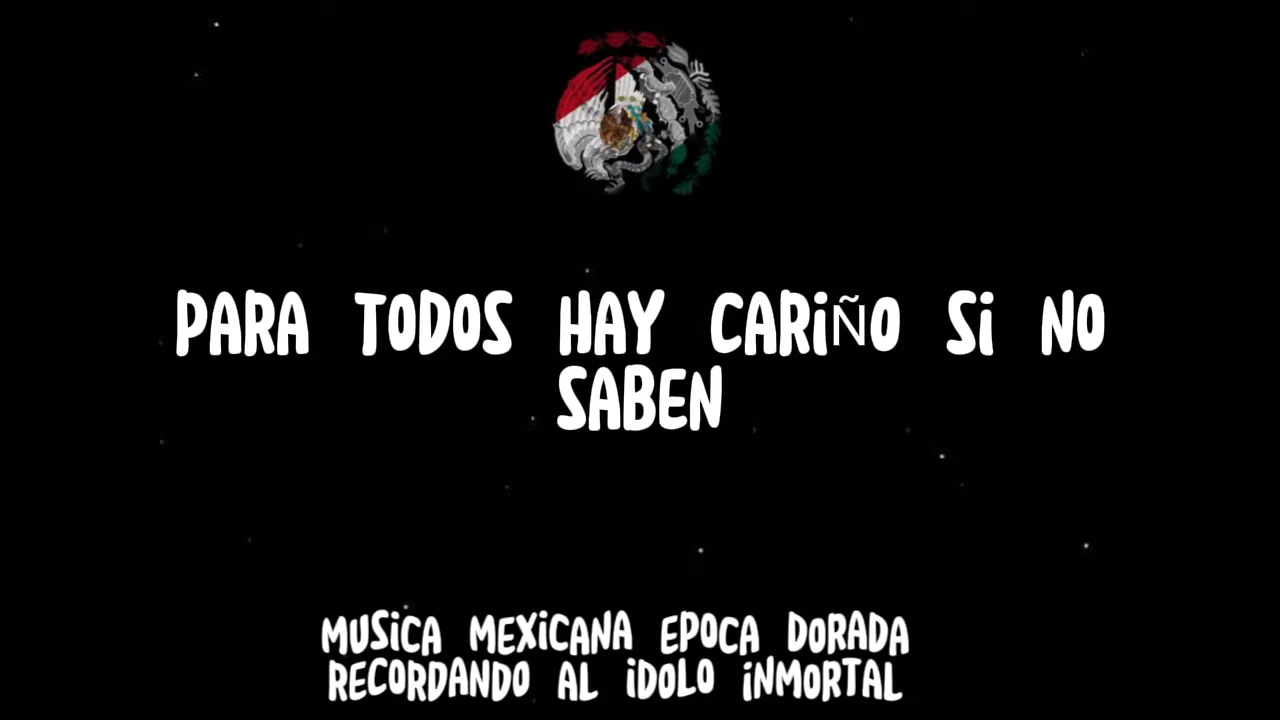 PARA TODOS HAY CARIÑO SI NO
SABEN
MUSICA MEXICANA EPOCA DORADA
RECORDANDO AL IDOLO INMORTAL